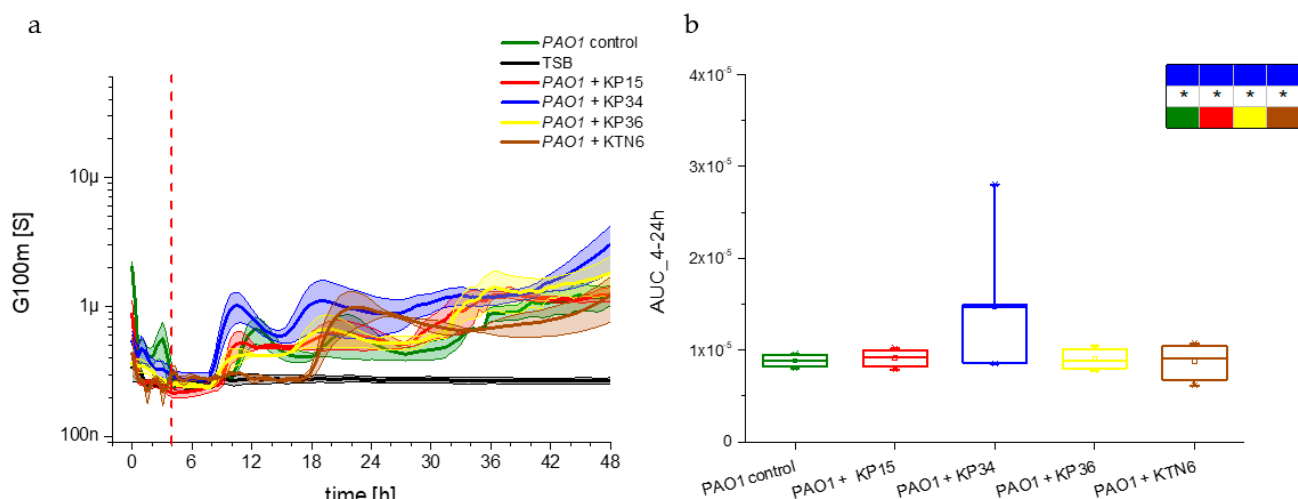 a
PAO1 control
TSB
PAO1 + KP15
PAO1 + KP34
PAO1 + KP36
PAO1 + KTN6
10µ
1µ
100n
G100m [S]
0 6 12 18 24 30 36 42 48
time [h]
b
* * * *
4x10⁻⁵
3x10⁻⁵
2x10⁻⁵
1x10⁻⁵
0
AUC_4-24h
PAO1 control
PAO1 + KP15
PAO1 + KP34
PAO1 + KP36
PAO1 + KTN6